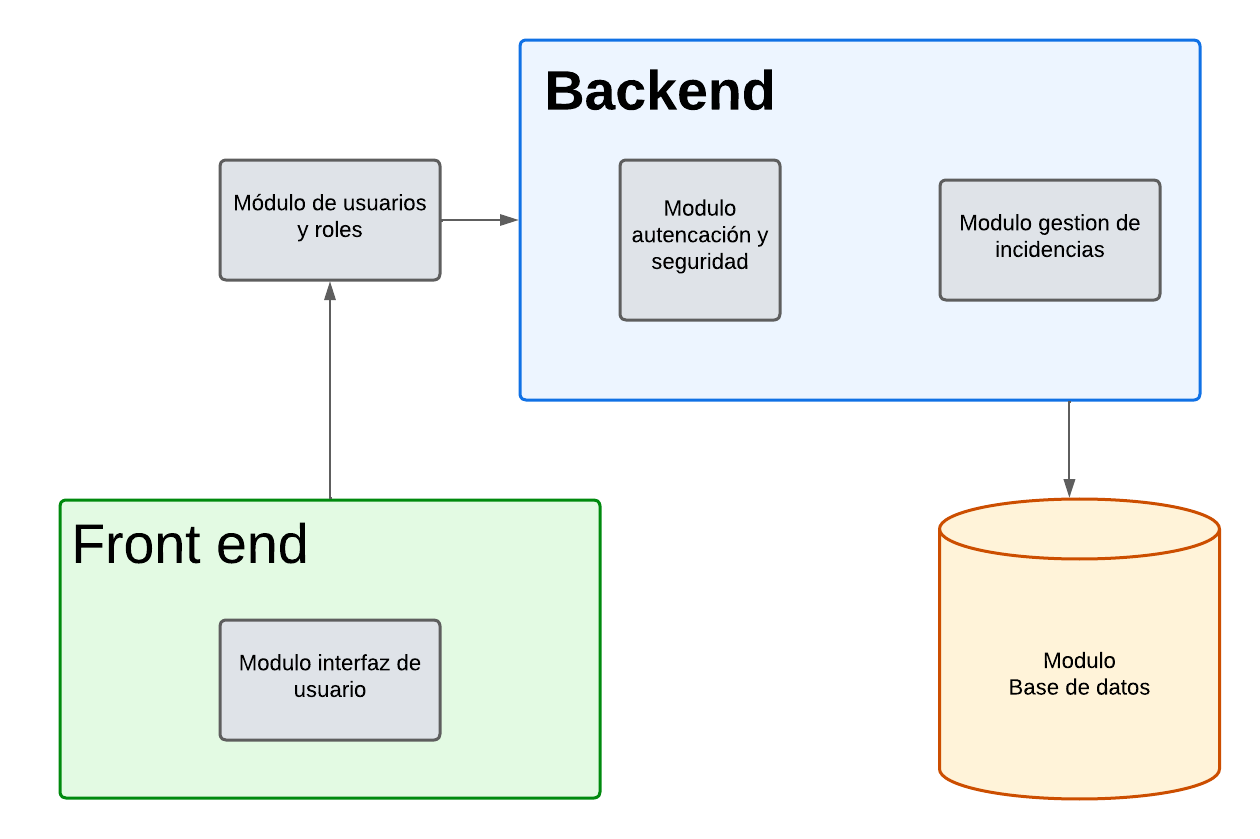 Backend
Módulo de usuarios
y roles
Modulo
autencación y
seguridad
Modulo gestion de
incidencias
Front end
Modulo interfaz de
usuario
Modulo
Base de datos